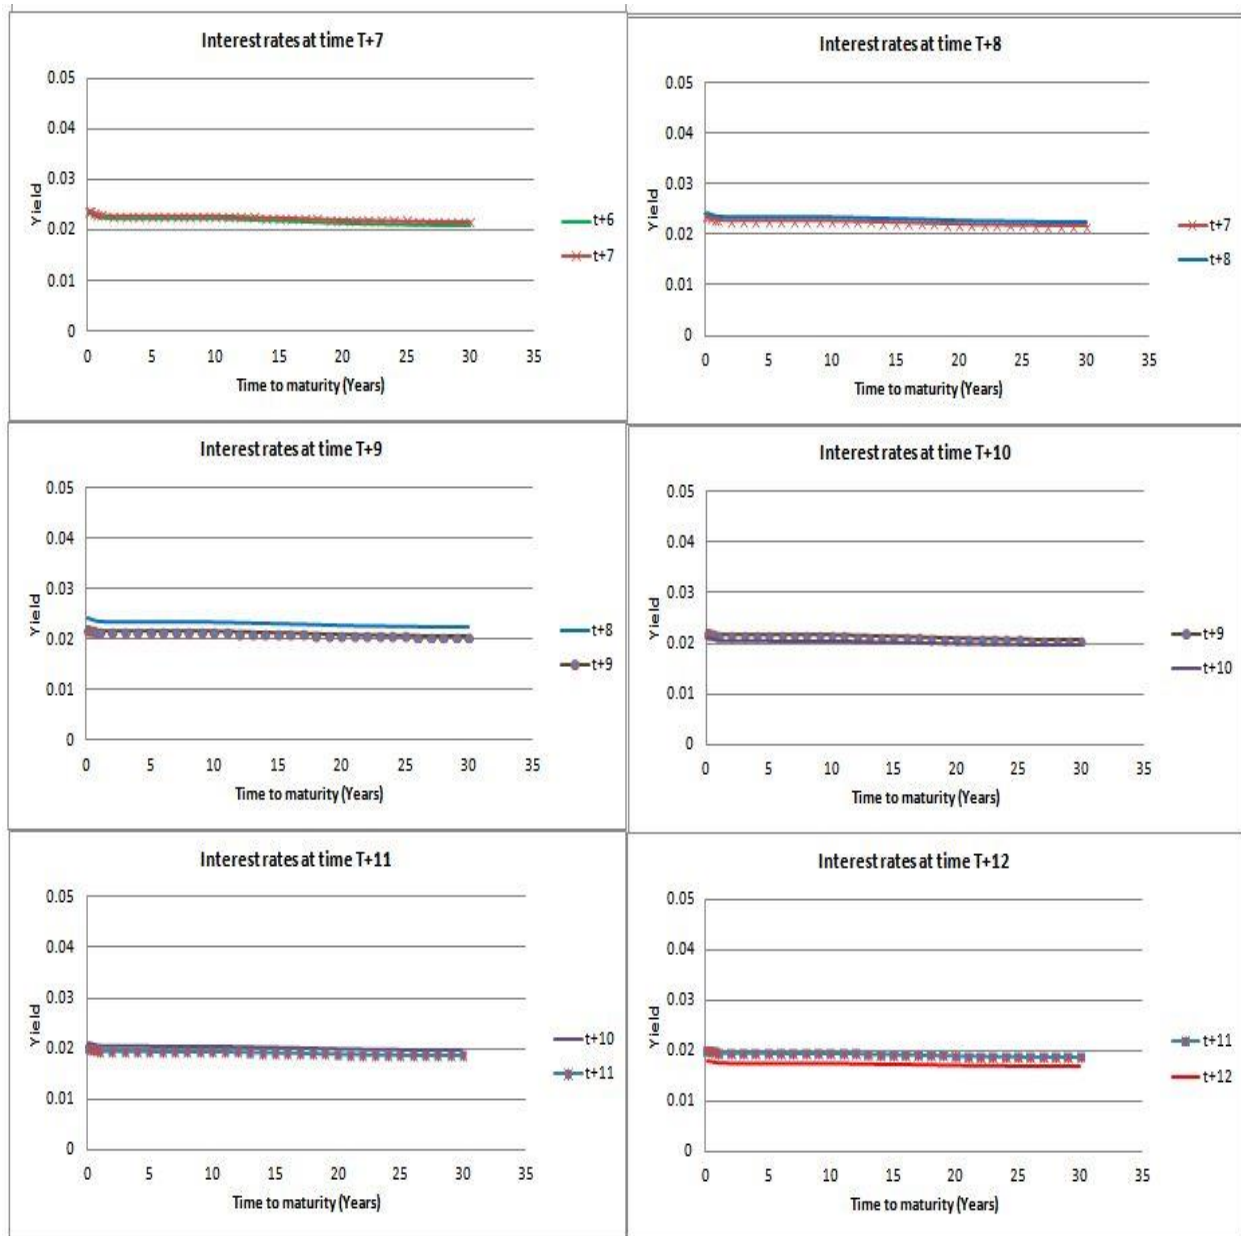 Interest rates at time T+7
0.05
0.04
0.03
0.02
0.01
0
Yield
0 5 10 15 20 25 30 35
Time to maturity (Years)
t+6
t+7
Interest rates at time T+8
0.05
0.04
0.03
0.02
0.01
0
Yield
0 5 10 15 20 25 30 35
Time to maturity (Years)
t+7
t+8
Interest rates at time T+9
0.05
0.04
0.03
0.02
0.01
0
Yield
0 5 10 15 20 25 30 35
Time to maturity (Years)
t+8
t+9
Interest rates at time T+10
0.05
0.04
0.03
0.02
0.01
0
Yield
0 5 10 15 20 25 30 35
Time to maturity (Years)
t+9
t+10
Interest rates at time T+11
0.05
0.04
0.03
0.02
0.01
0
Yield
0 5 10 15 20 25 30 35
Time to maturity (Years)
t+10
t+11
Interest rates at time T+12
0.05
0.04
0.03
0.02
0.01
0
Yield
0 5 10 15 20 25 30 35
Time to maturity (Years)
t+11
t+12